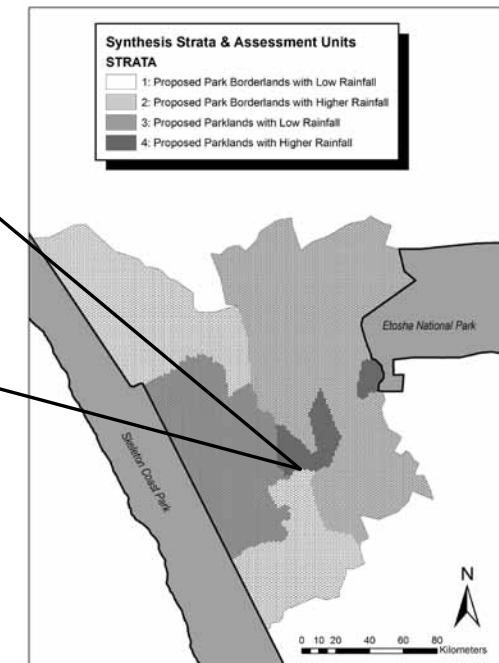 Synthesis Strata & Assessment Units
STRATA
1: Proposed Park Borderlands with Low Rainfall
2: Proposed Park Borderlands with Higher Rainfall
3: Proposed Parklands with Low Rainfall
4: Proposed Parklands with Higher Rainfall
Etosha National Park
Skeleton Coast Park
N
0 10 20 40 60 80
Kilometers